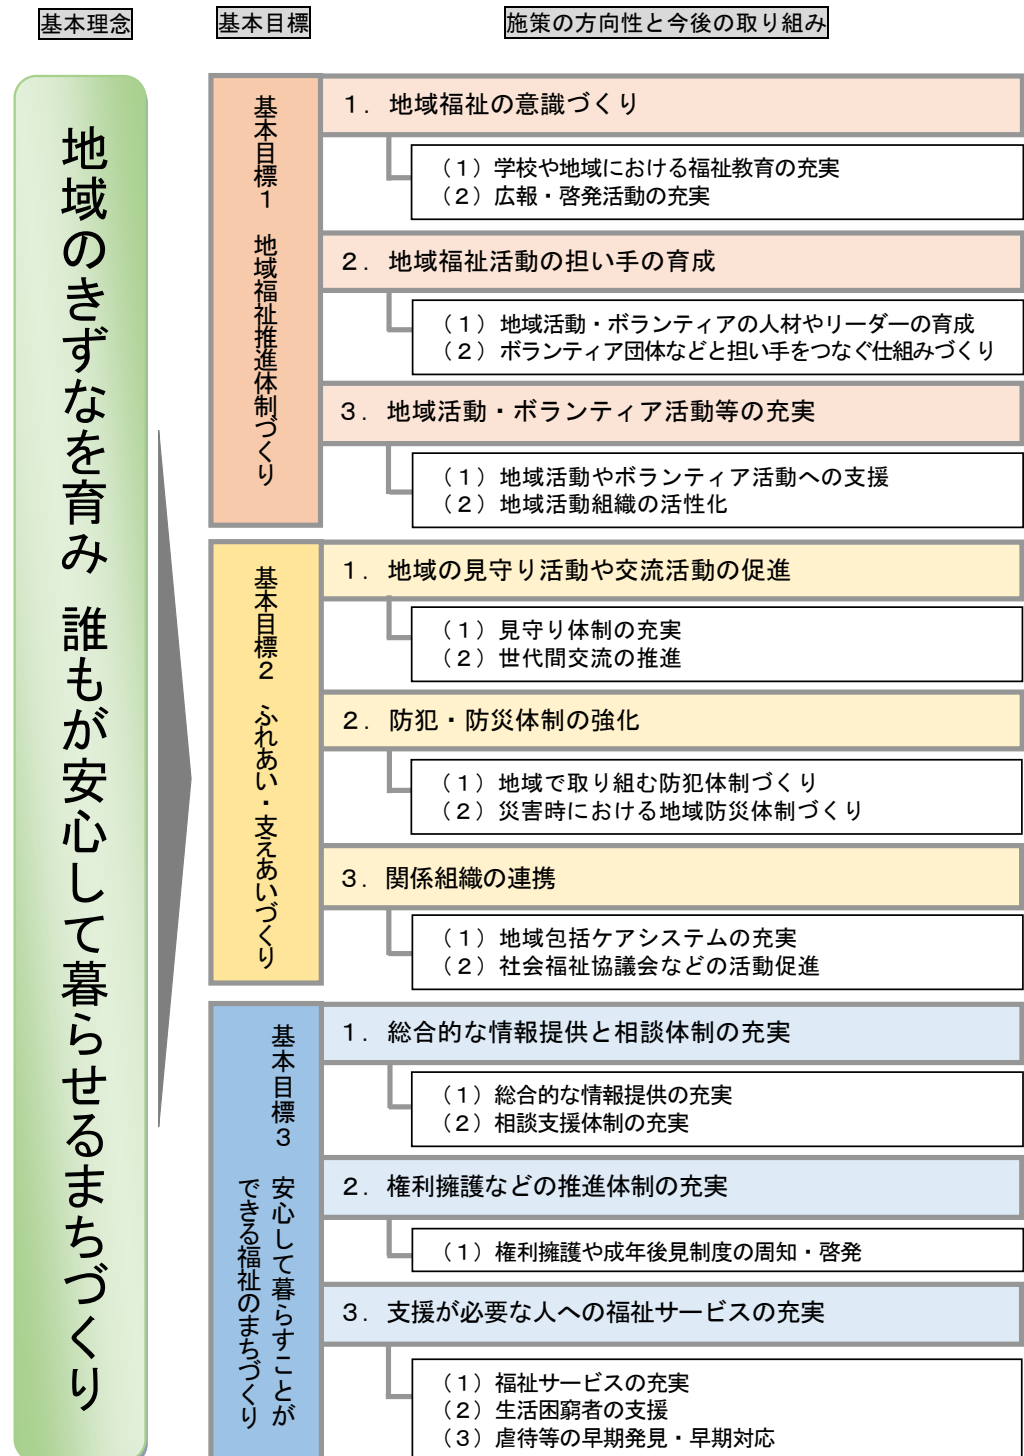 基本理念
基本目標
施策の方向性と今後の取り組み
地域のきずなを育み 誰もが安心して暮らせるまちづくり
基本目標1 地域福祉推進体制づくり
1. 地域福祉の意識づくり
(1)学校や地域における福祉教育の充実
(2)広報・啓発活動の充実
2. 地域福祉活動の担い手の育成
(1)地域活動・ボランティアの人材やリーダーの育成
(2)ボランティア団体などと担い手をつなぐ仕組みづくり
3. 地域活動・ボランティア活動等の充実
(1)地域活動やボランティア活動への支援
(2)地域活動組織の活性化
基本目標2 ふれあい・支えあいづくり
1. 地域の見守り活動や交流活動の促進
(1)見守り体制の充実
(2)世代間交流の推進
2. 防犯・防災体制の強化
(1)地域で取り組む防犯体制づくり
(2)災害時における地域防災体制づくり
3. 関係組織の連携
(1)地域包括ケアシステムの充実
(2)社会福祉協議会などの活動促進
基本目標3 安心して暮らすことが
できる福祉のまちづくり
1. 総合的な情報提供と相談体制の充実
(1)総合的な情報提供の充実
(2)相談支援体制の充実
2. 権利擁護などの推進体制の充実
(1)権利擁護や成年後見制度の周知・啓発
3. 支援が必要な人への福祉サービスの充実
(1)福祉サービスの充実
(2)生活困窮者の支援
(3)虐待等の早期発見・早期対応